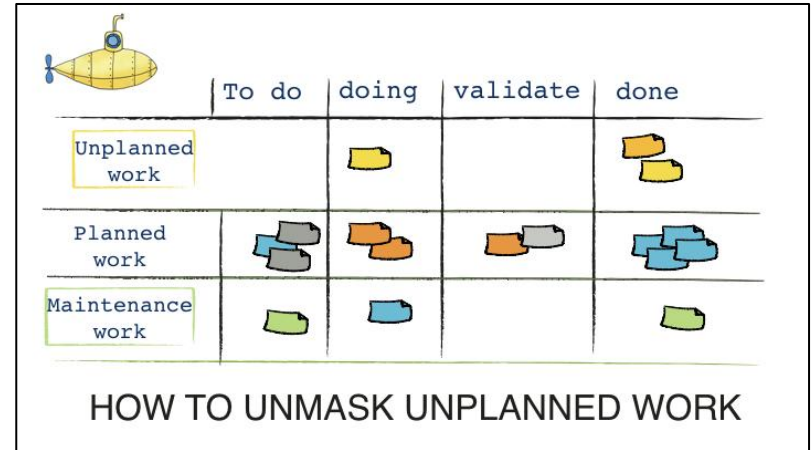 To do doing validate done
Unplanned
work
Planned
work
Maintenance
work
HOW TO UNMASK UNPLANNED WORK